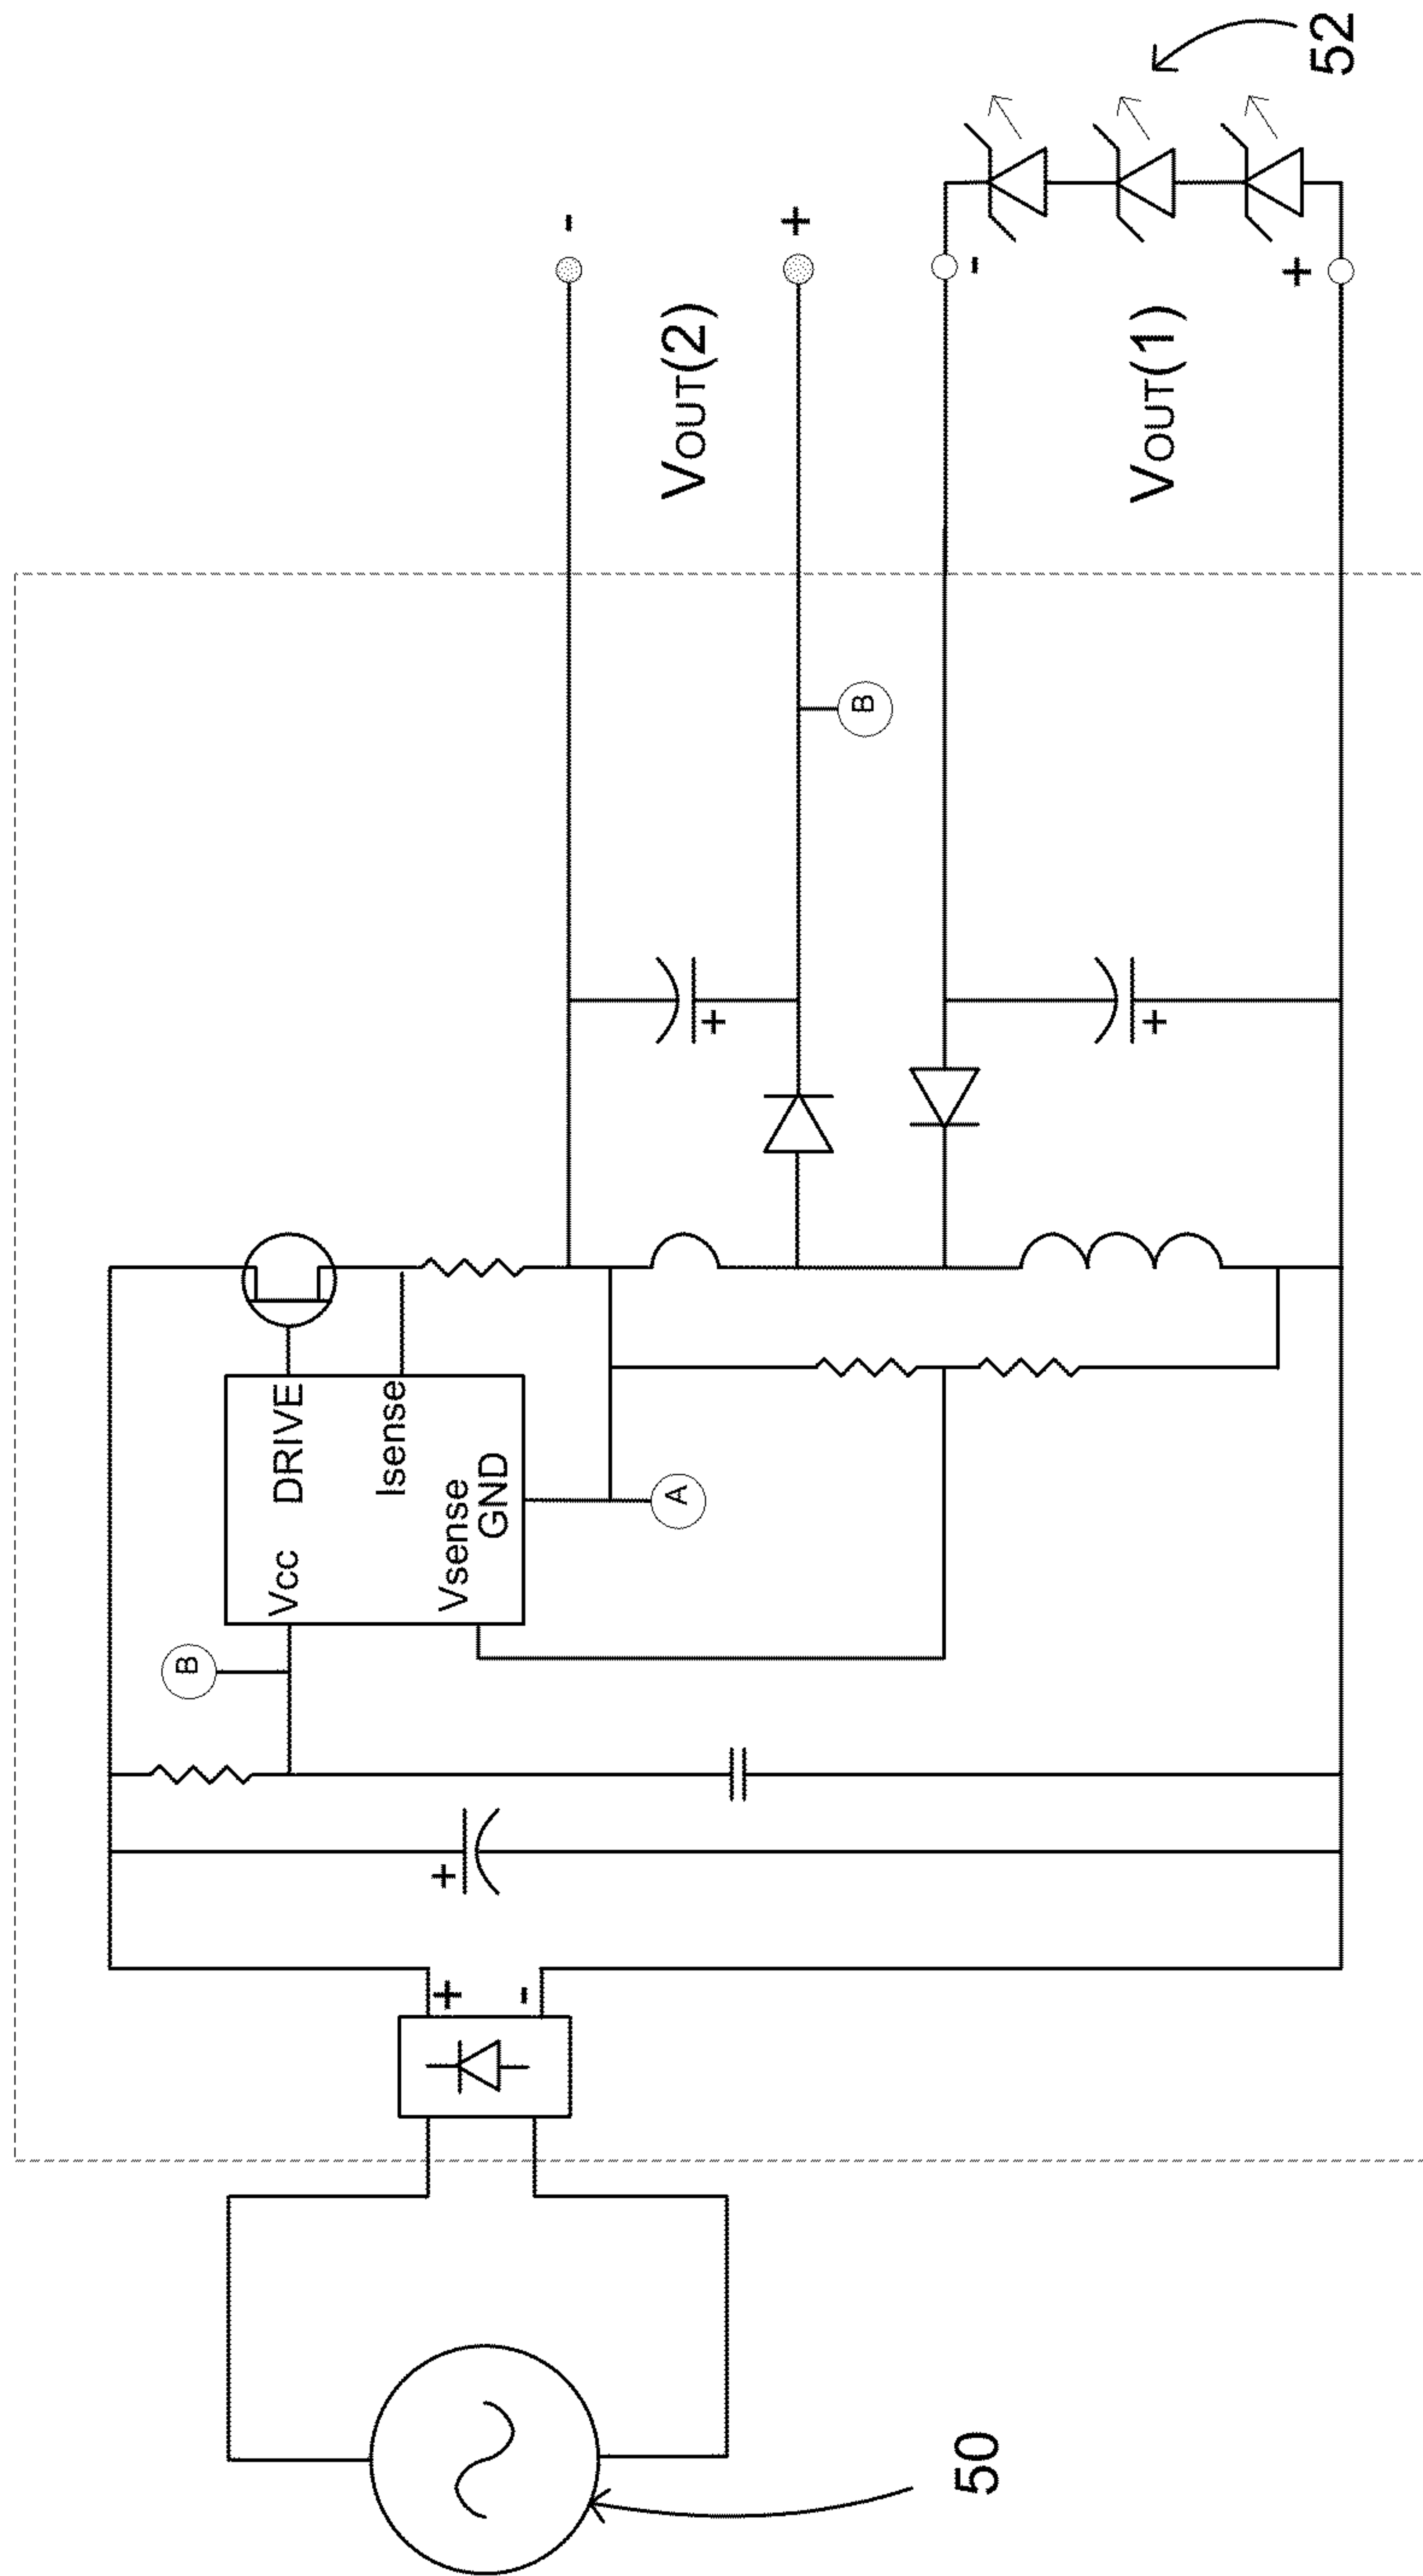 50
+
-
+
B
Vcc
DRIVE
Isense
Vsense
GND
A
+
+
B
VOUT(2)
-
+
VOUT(1)
-
+
52